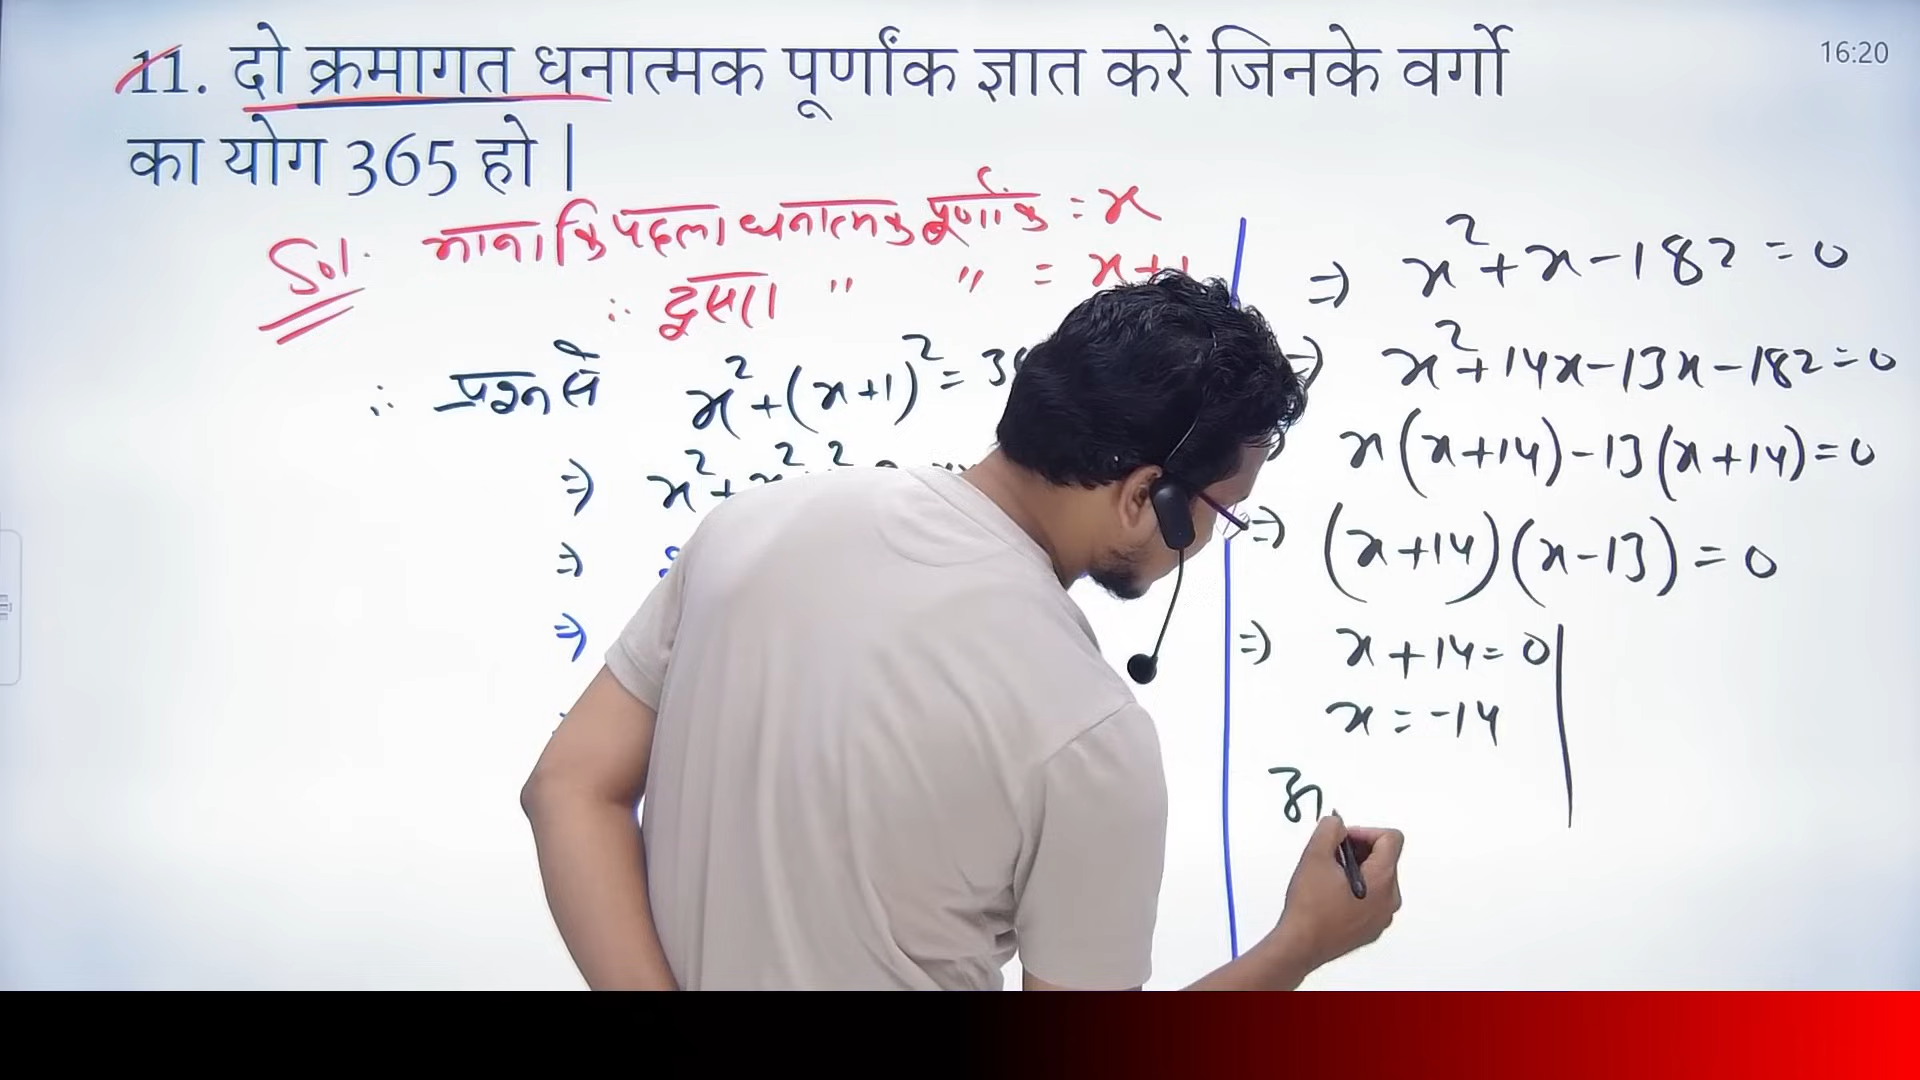 11. दो क्रमागत धनात्मक पूर्णांक ज्ञात करें जिनके वर्गो
का योग 365 हो |
16:20
Sol. माना कि पहला धनात्मक पूर्णांक = x
∴ दूसरा " " = x+1
∴ प्रश्न से x²+(x+1)² = 3
⇒ x²+x²
⇒
⇒
⇒ x²+x-182=0
⇒ x²+14x-13x-182=0
x(x+14)-13(x+14)=0
⇒ (x+14)(x-13)=0
⇒ x+14=0
x=-14